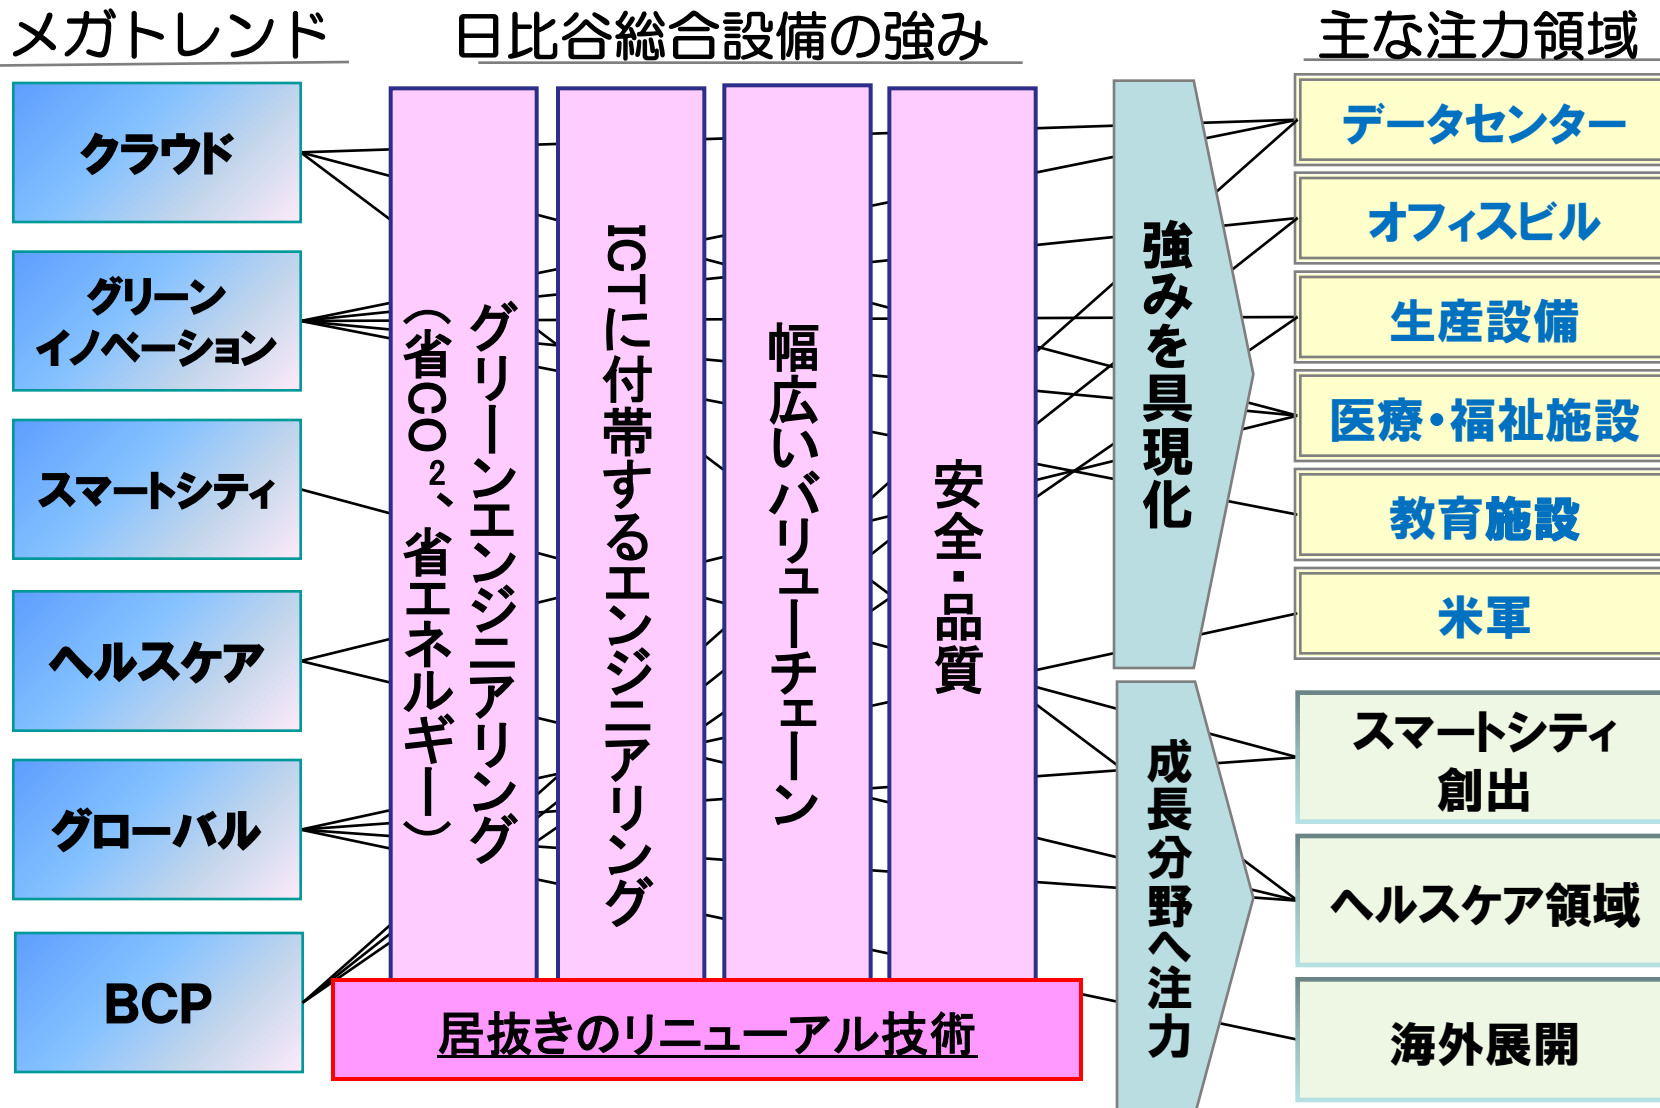 メガトレンド
日比谷総合設備の強み
主な注力領域
クラウド
グリーン
イノベーション
スマートシティ
ヘルスケア
グローバル
BCP
グリーンエンジニアリング
（省CO2、省エネルギー）
ICTに付帯するエンジニアリング
幅広いバリューチェーン
安全・品質
居抜きのリニューアル技術
強みを具現化
成長分野へ注力
データセンター
オフィスビル
生産設備
医療・福祉施設
教育施設
米軍
スマートシティ
創出
ヘルスケア領域
海外展開